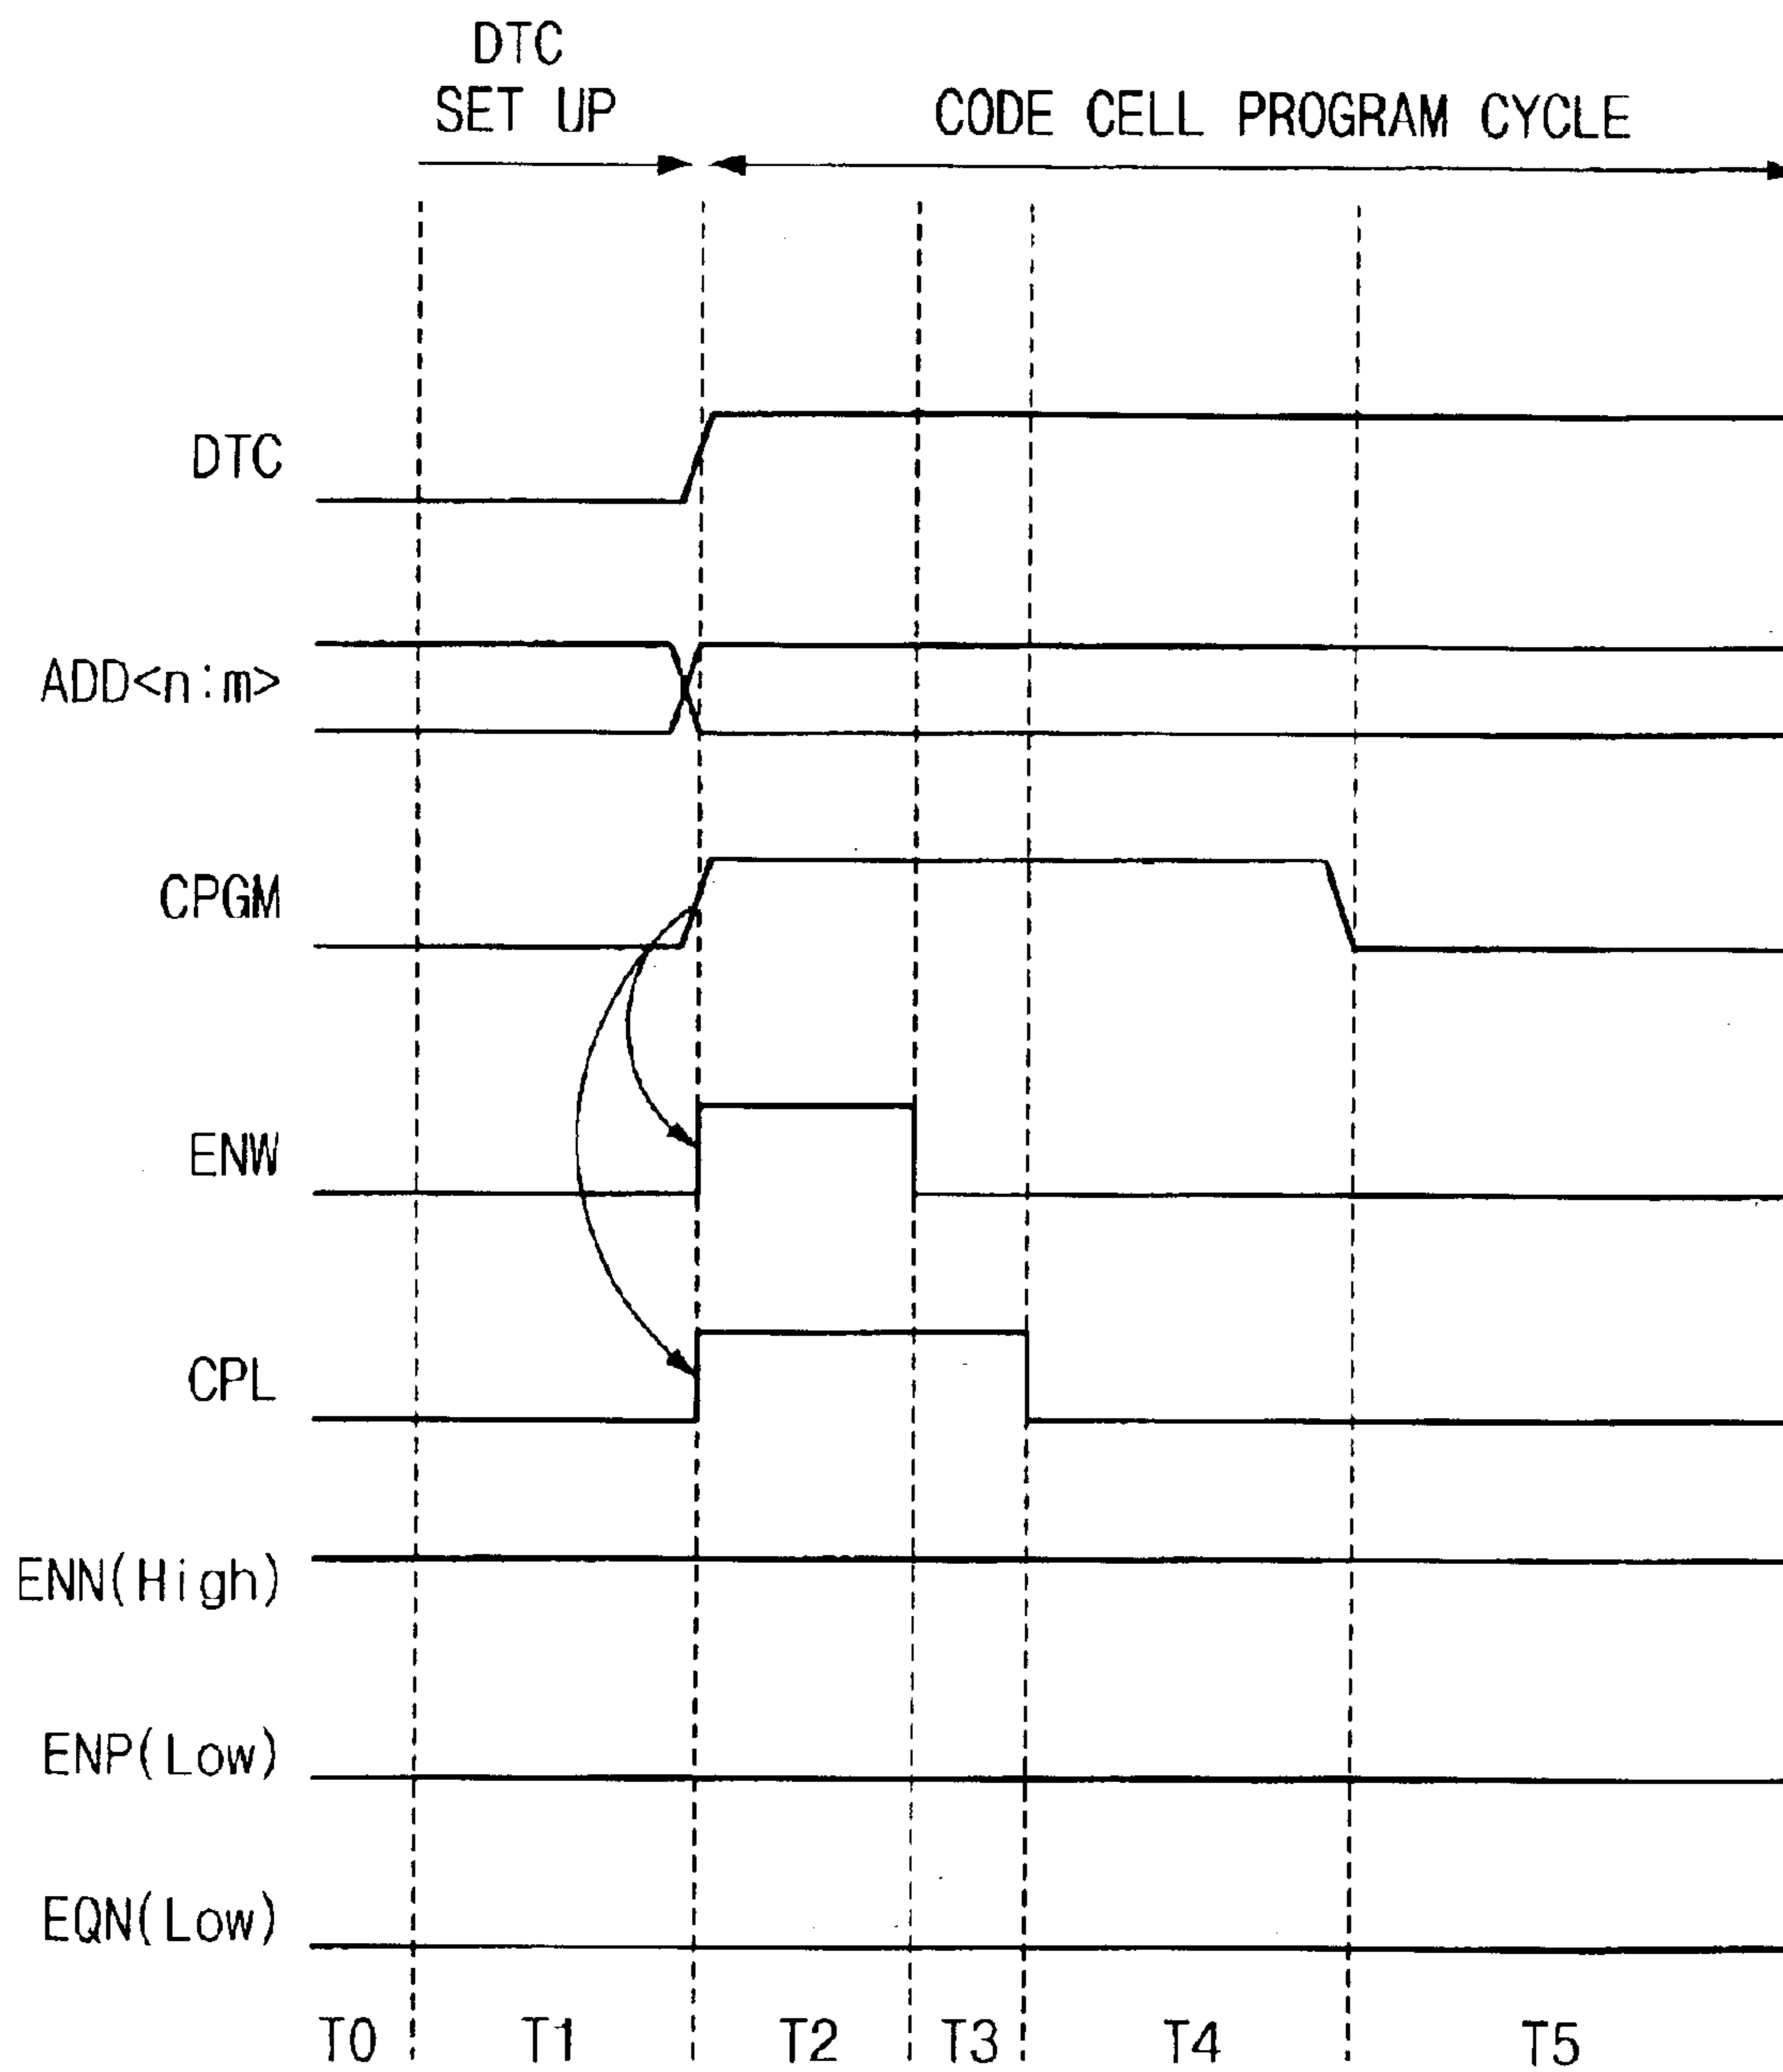 DTC
SET UP
CODE CELL PROGRAM CYCLE
DTC
ADD<n:m>
CPGM
ENW
CPL
ENN(High)
ENP(Low)
EQN(Low)
T0 T1 T2 T3 T4 T5